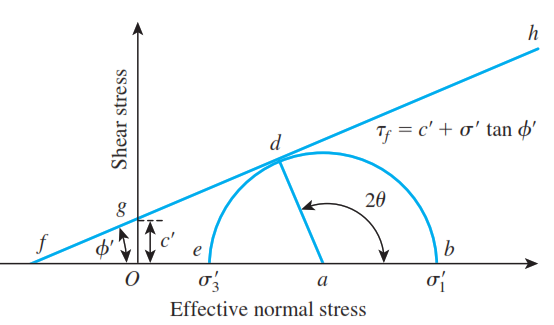 h
Shear stress
τf = c′ + σ′ tan ϕ′
d
2θ
g
f
ϕ′
c′
e
b
O
σ′3
a
σ′1
Effective normal stress